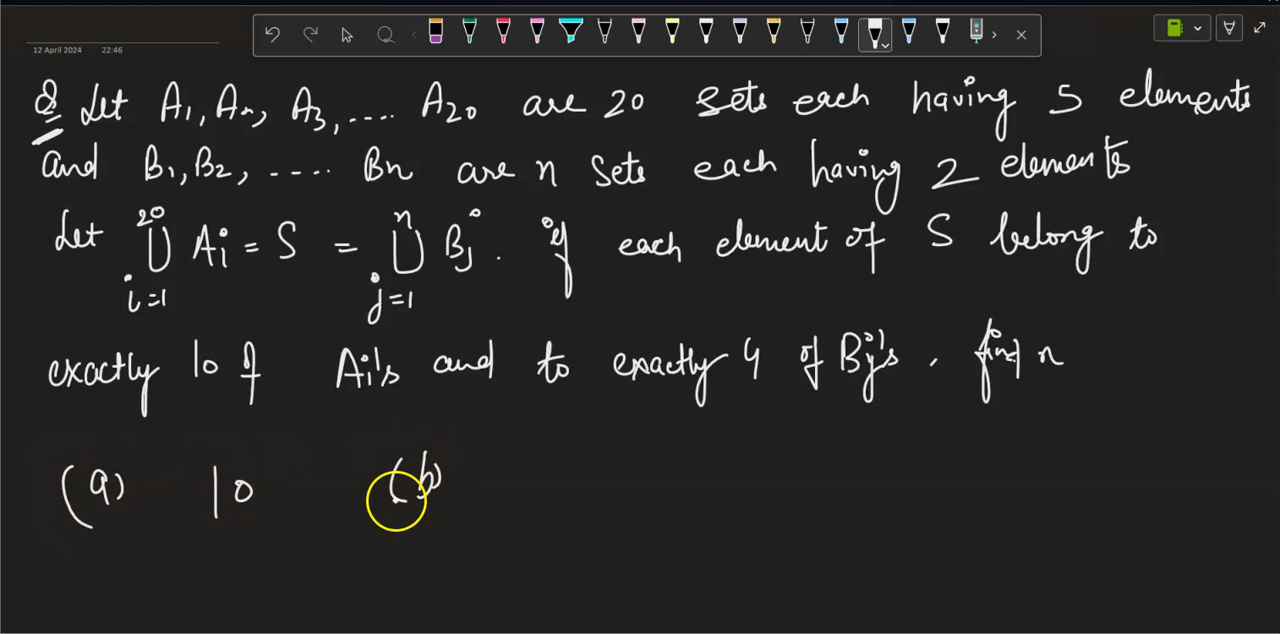 12 April 2024 22:46
Q Let A1, An, A3, .... A20 are 20 sets each having 5 elements
and B1, B2, .... Bn are n sets each having 2 elements
Let 20 ⋃ i=1 Ai = S = n ⋃ j=1 Bj . if each element of S belong to
exactly 10 of Ai's and to exactly 4 of Bj's . find n
(a) 10 (b)